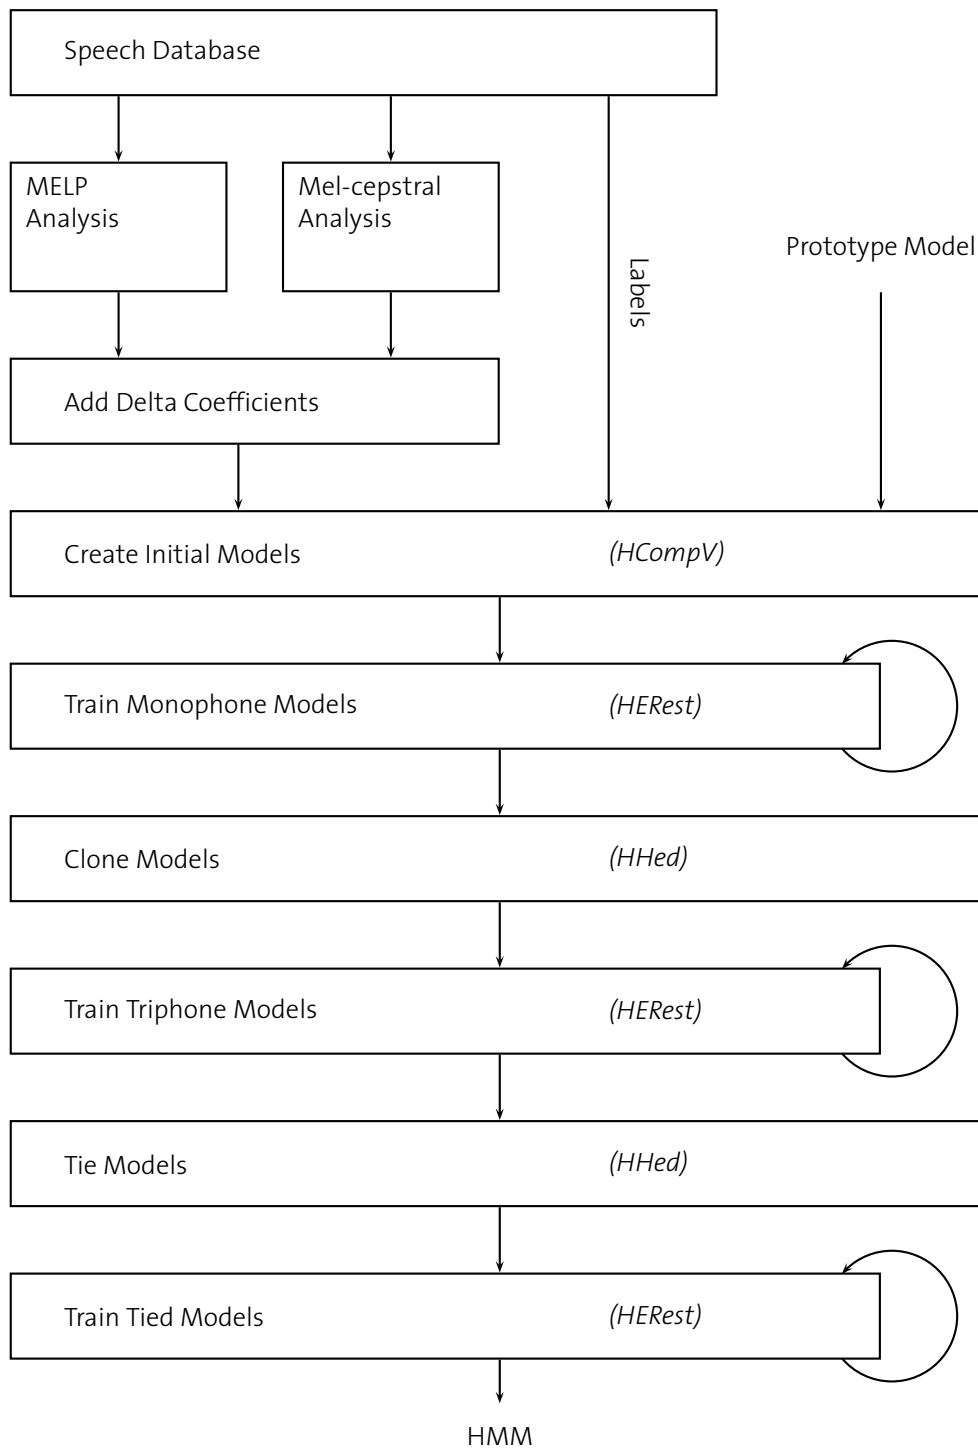 Speech Database
MELP
Analysis
Mel-cepstral
Analysis
Labels
Prototype Model
Add Delta Coefficients
Create Initial Models (HCompV)
Train Monophone Models (HERest)
Clone Models (HHed)
Train Triphone Models (HERest)
Tie Models (HHed)
Train Tied Models (HERest)
HMM